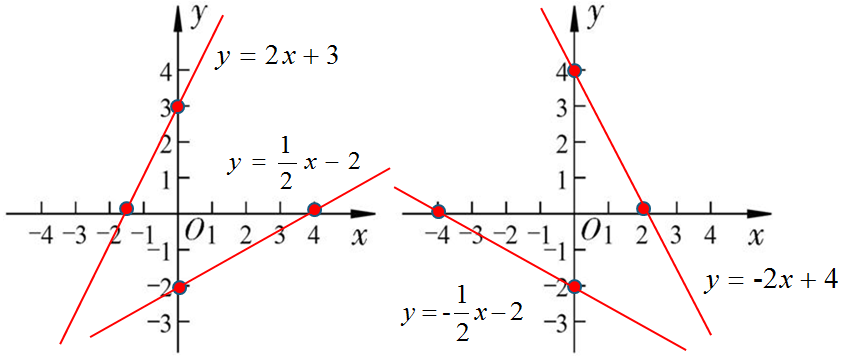 y
y = 2x + 3
4
3
2
1
y = 1/2 x − 2
−4 −3 −2 −1 O 1 2 3 4 x
−1
−2
−3
y
4
3
2
1
−4 −3 −2 −1 O 1 2 3 4 x
−1
−2
−3
y = -2x + 4
y = -1/2 x − 2